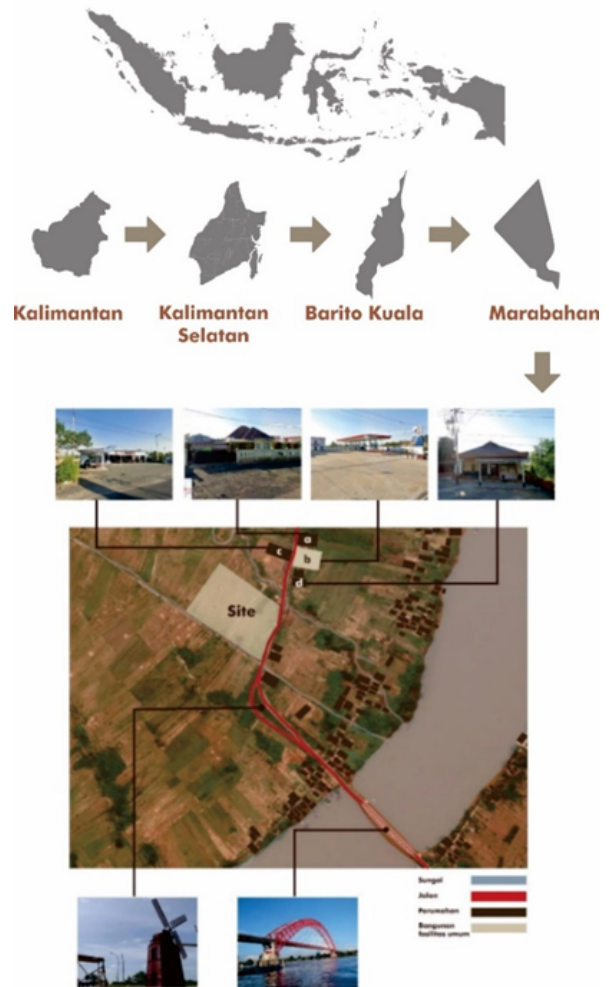 Kalimantan
Kalimantan
Selatan
Barito Kuala
Marabahan
a
c
b
d
Site
Sungai
Jalan
Perumahan
Bangunan
fasilitas umum